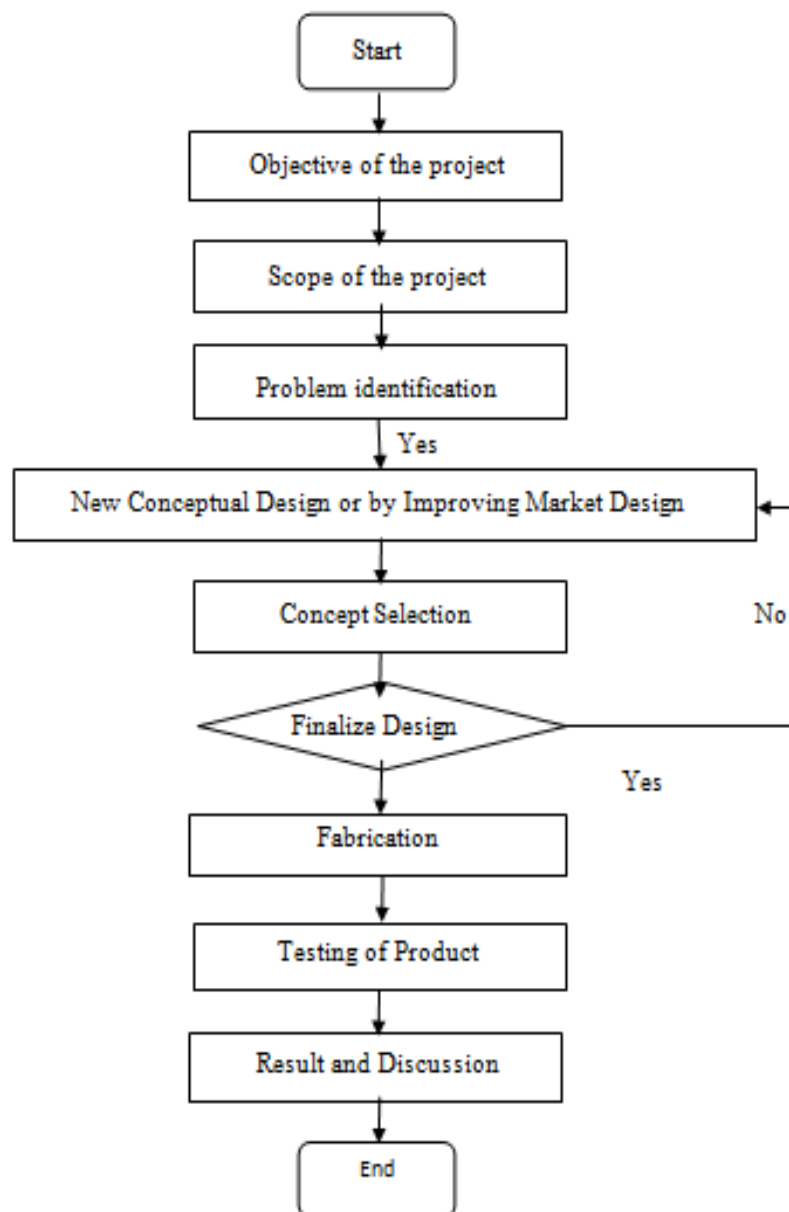 Start
Objective of the project
Scope of the project
Problem identification
Yes
New Conceptual Design or by Improving Market Design
Concept Selection
No
Finalize Design
Yes
Fabrication
Testing of Product
Result and Discussion
End